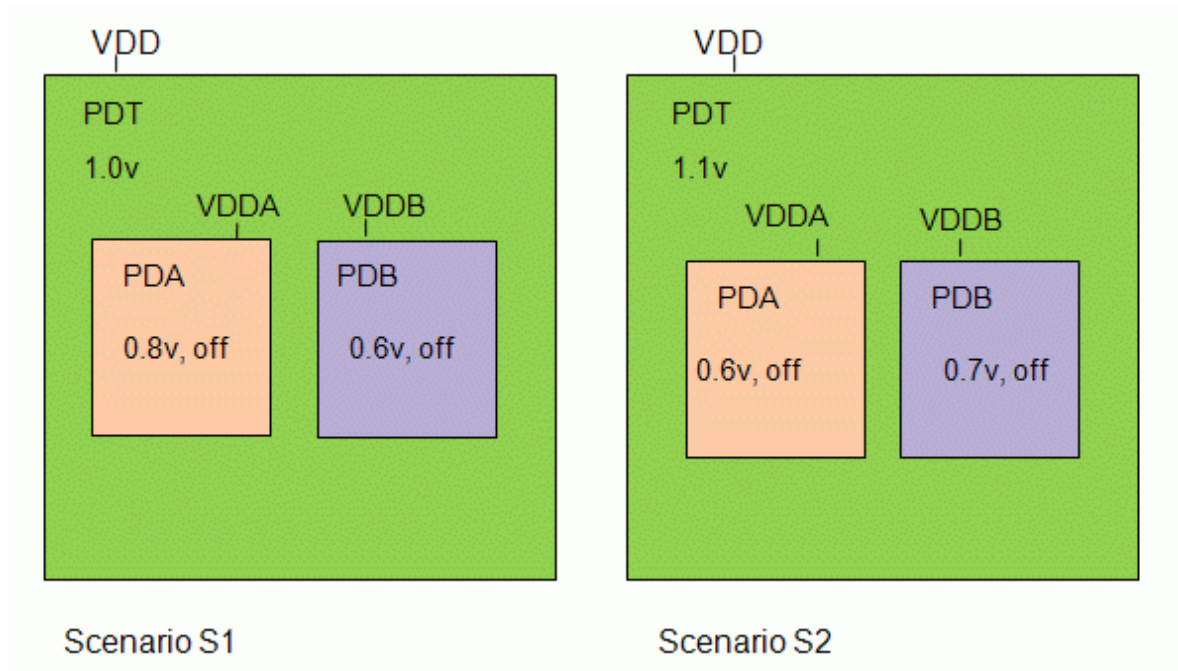 VDD
PDT
1.0v
VDDA
VDDB
PDA
0.8v, off
PDB
0.6v, off
Scenario S1
VDD
PDT
1.1v
VDDA
VDDB
PDA
0.6v, off
PDB
0.7v, off
Scenario S2